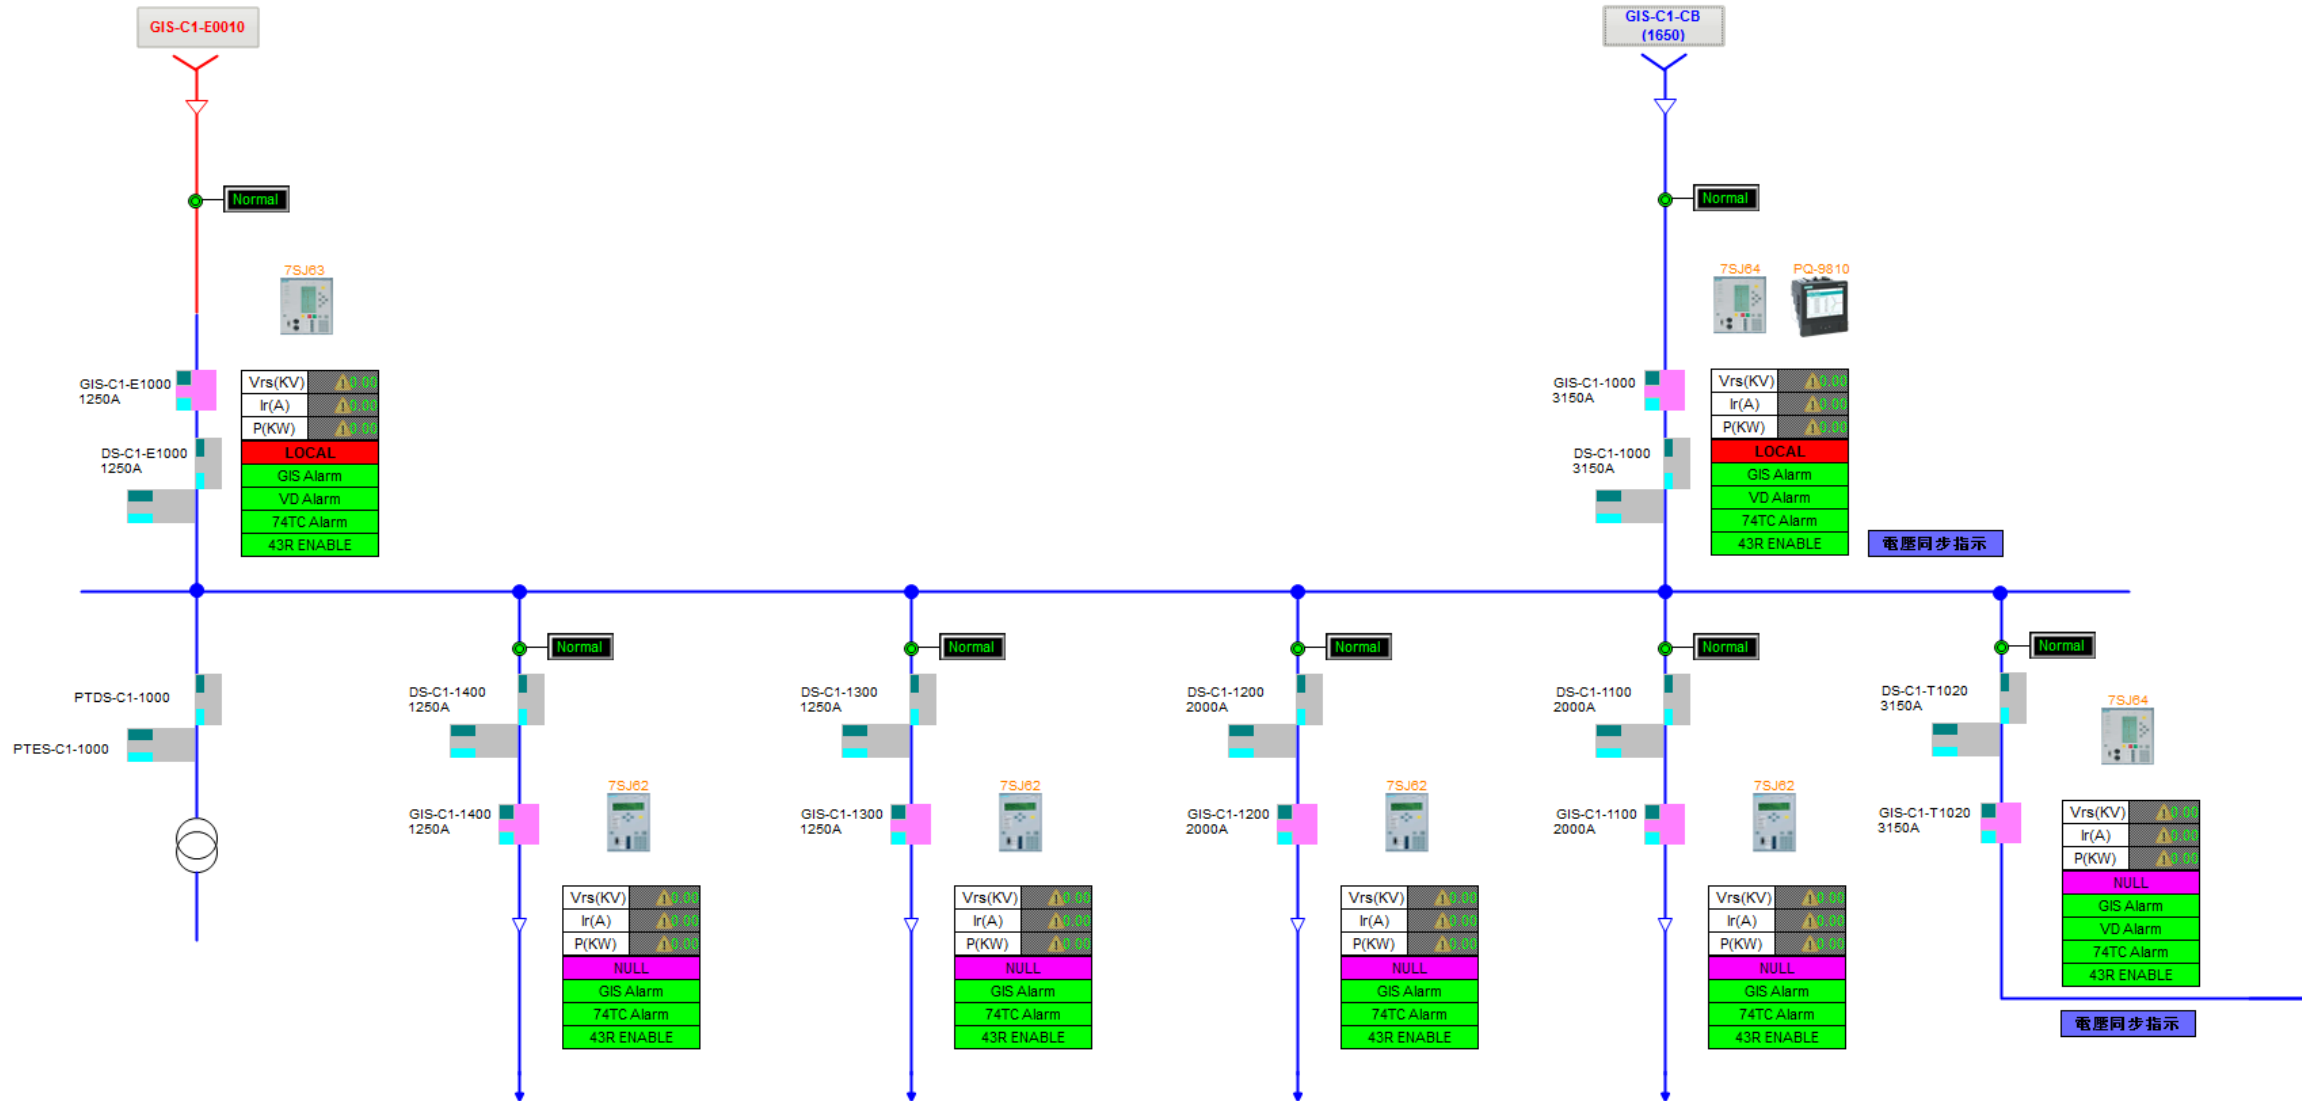 GIS-C1-E0010
GIS-C1-CB
(1650)
Normal
Normal
7SJ63
7SJ64
PQ-9810
GIS-C1-E1000
1250A
Vrs(KV) 0.00
Ir(A) 0.00
P(KW) 0.00
LOCAL
GIS Alarm
VD Alarm
74TC Alarm
43R ENABLE
DS-C1-E1000
1250A
GIS-C1-1000
3150A
Vrs(KV) 0.00
Ir(A) 0.00
P(KW) 0.00
LOCAL
GIS Alarm
VD Alarm
74TC Alarm
43R ENABLE
DS-C1-1000
3150A
電壓同步指示
Normal
Normal
Normal
Normal
Normal
PTDS-C1-1000
PTES-C1-1000
DS-C1-1400
1250A
DS-C1-1300
1250A
DS-C1-1200
2000A
DS-C1-1100
2000A
DS-C1-T1020
3150A
7SJ64
7SJ62
7SJ62
7SJ62
7SJ62
GIS-C1-1400
1250A
GIS-C1-1300
1250A
GIS-C1-1200
2000A
GIS-C1-1100
2000A
GIS-C1-T1020
3150A
Vrs(KV) 0.00
Ir(A) 0.00
P(KW) 0.00
NULL
GIS Alarm
VD Alarm
74TC Alarm
43R ENABLE
Vrs(KV) 0.00
Ir(A) 0.00
P(KW) 0.00
NULL
GIS Alarm
74TC Alarm
43R ENABLE
Vrs(KV) 0.00
Ir(A) 0.00
P(KW) 0.00
NULL
GIS Alarm
74TC Alarm
43R ENABLE
Vrs(KV) 0.00
Ir(A) 0.00
P(KW) 0.00
NULL
GIS Alarm
74TC Alarm
43R ENABLE
Vrs(KV) 0.00
Ir(A) 0.00
P(KW) 0.00
NULL
GIS Alarm
74TC Alarm
43R ENABLE
電壓同步指示